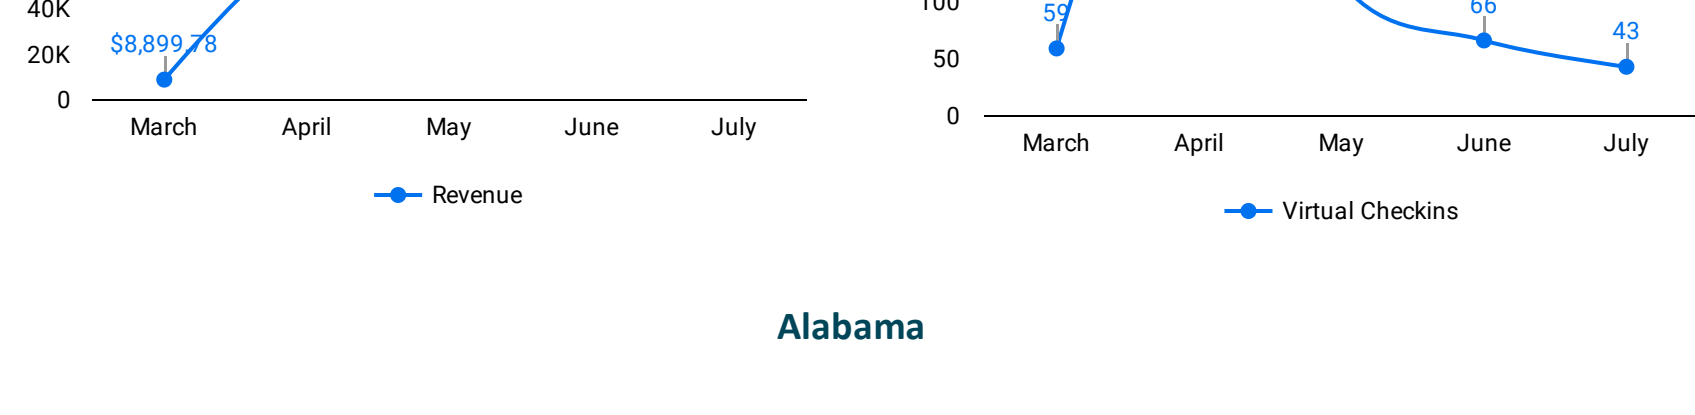 40K
$8,899.78
20K
0
March April May June July
Revenue
100
59
66
43
50
0
March April May June July
Virtual Checkins
Alabama